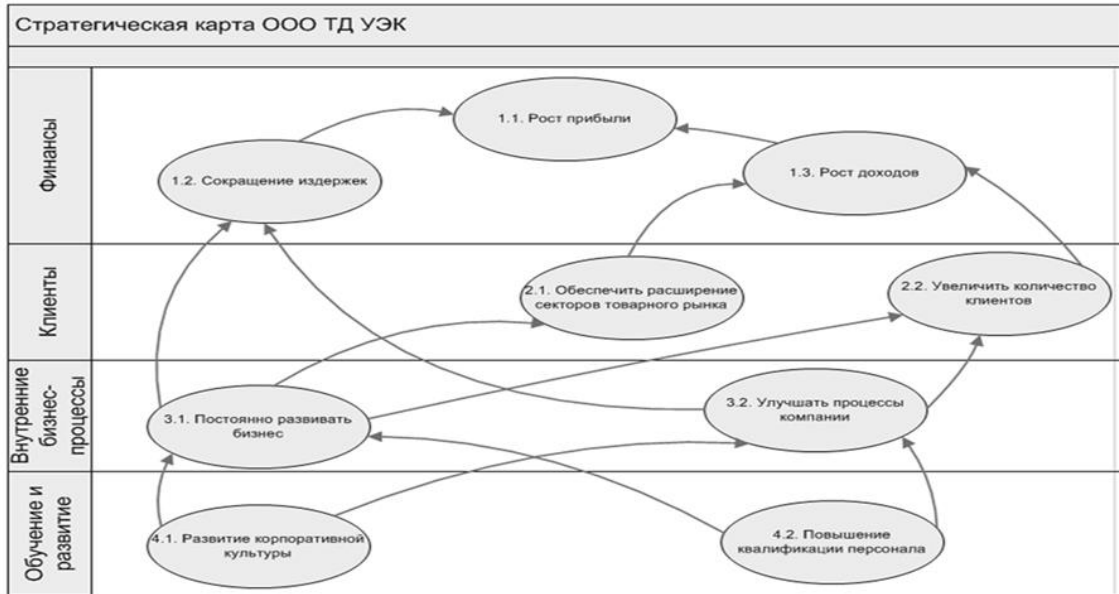 Стратегическая карта ООО ТД УЭК
Финансы
1.1. Рост прибыли
1.2. Сокращение издержек
1.3. Рост доходов
Клиенты
2.1. Обеспечить расширение
секторов товарного рынка
2.2. Увеличить количество
клиентов
Внутренние
бизнес-
процессы
3.1. Постоянно развивать
бизнес
3.2. Улучшать процессы
компании
Обучение и
развитие
4.1. Развитие корпоративной
культуры
4.2. Повышение
квалификации персонала